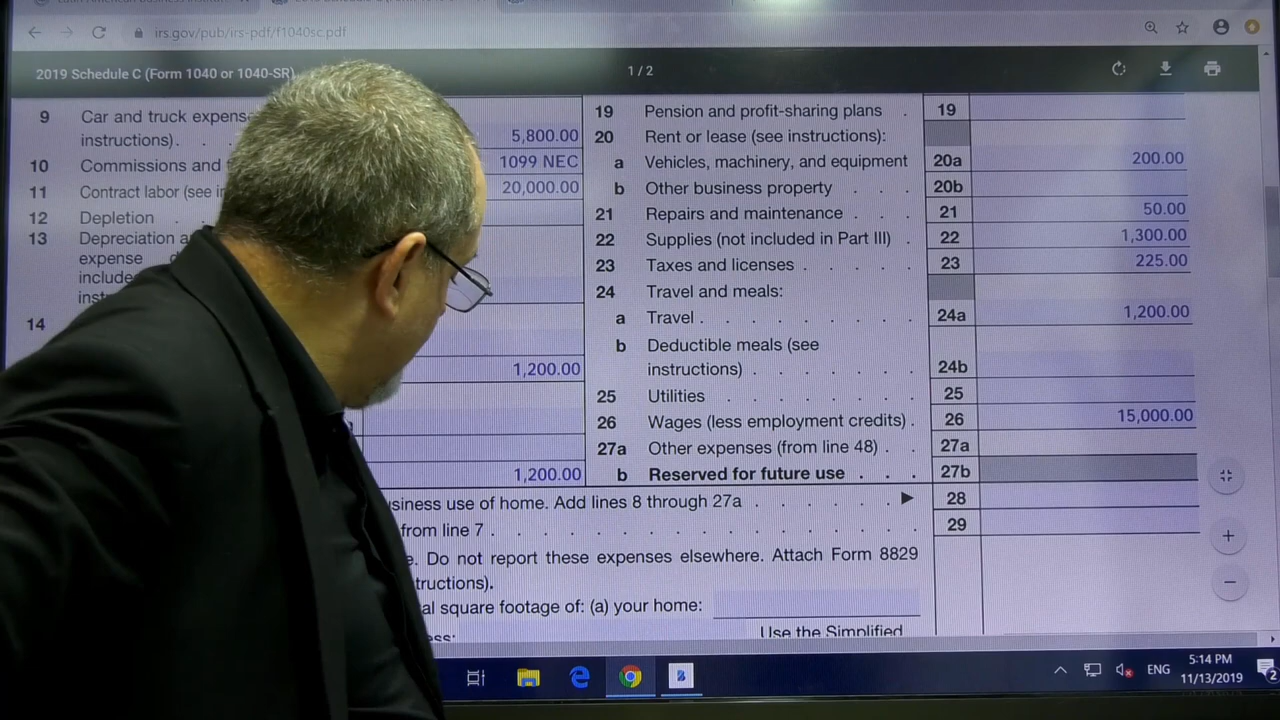 irs.gov/pub/irs-pdf/f1040sc.pdf
2019 Schedule C (Form 1040 or 1040-SR)
1 / 2
9 Car and truck
instructions). 5,800.00
10 Commissions and 1099 NEC
11 Contract labor (see 20,000.00
12 Depletion
13 Depreciation
expense
14
1,200.00
1,200.00
19 Pension and profit-sharing plans . 19
20 Rent or lease (see instructions):
a Vehicles, machinery, and equipment 20a 200.00
b Other business property . . . 20b
21 Repairs and maintenance . . . 21 50.00
22 Supplies (not included in Part III) . 22 1,300.00
23 Taxes and licenses . . . . . 23 225.00
24 Travel and meals:
a Travel . . . . . . . . . 24a 1,200.00
b Deductible meals (see
instructions) . . . . . . . 24b
25 Utilities . . . . . . . . 25
26 Wages (less employment credits) . 26 15,000.00
27a Other expenses (from line 48) . . 27a
b Reserved for future use . . . 27b
use of home. Add lines 8 through 27a . . . . . . ▶ 28
from line 7 . . . . . . . . . . . . . . . . 29
Do not report these expenses elsewhere. Attach Form 8829
square footage of: (a) your home:
Use the Simplified
ENG
5:14 PM
11/13/2019
2